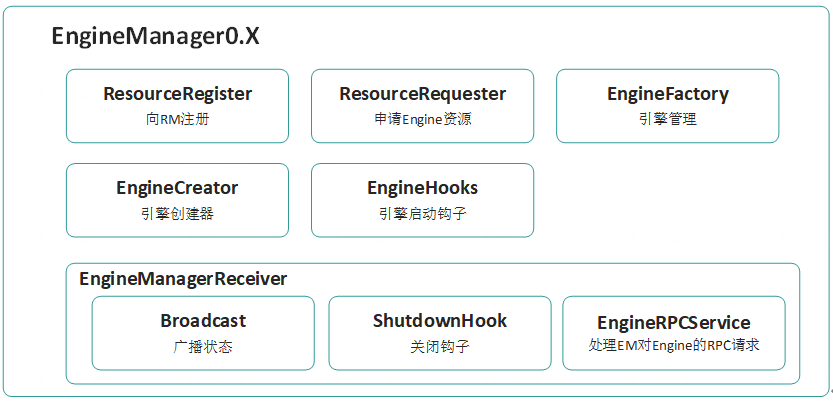 EngineManager0.X
ResourceRegister
向RM注册
ResourceRequester
申请Engine资源
EngineFactory
引擎管理
EngineCreator
引擎创建器
EngineHooks
引擎启动钩子
EngineManagerReceiver
Broadcast
广播状态
ShutdownHook
关闭钩子
EngineRPCService
处理EM对Engine的RPC请求